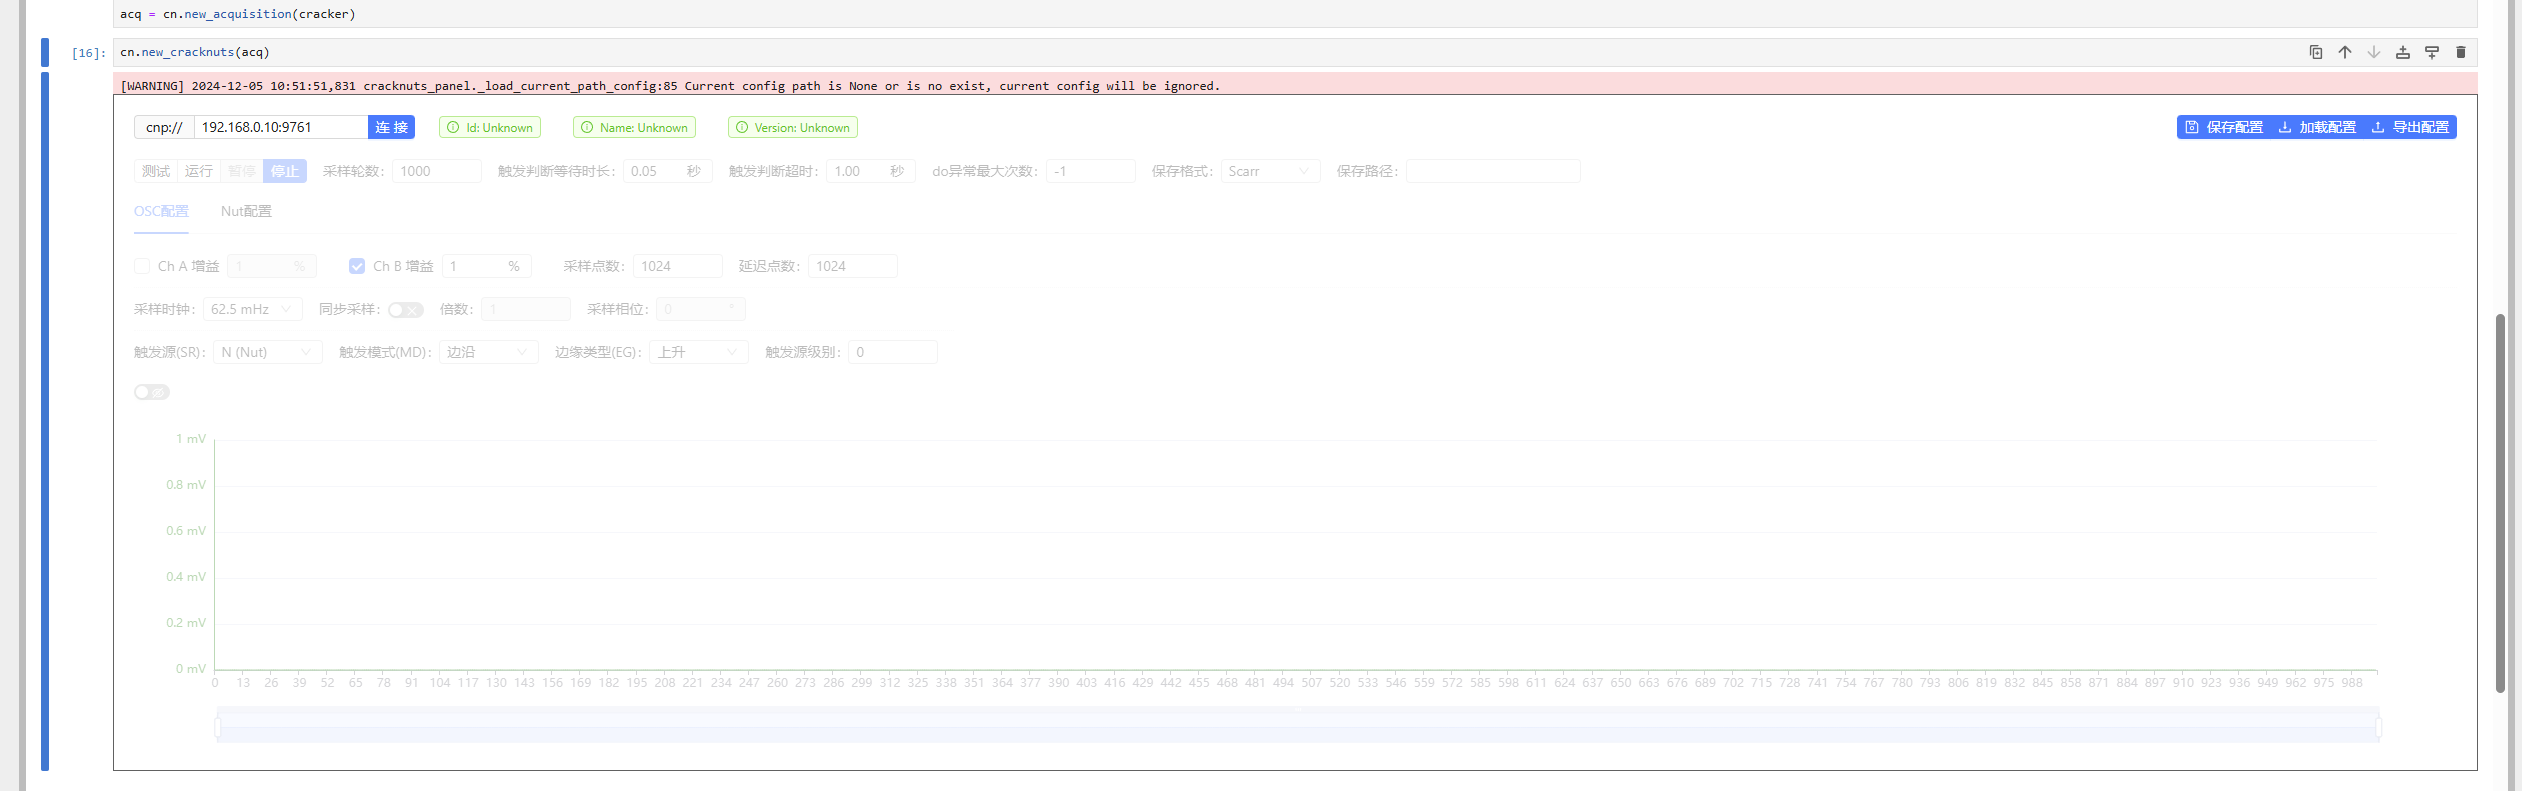 acq = cn.new_acquisition(cracker)
[16]: cn.new_cracknuts(acq)
[WARNING] 2024-12-05 10:51:51,831 cracknuts_panel._load_current_path_config:85 Current config path is None or is no exist, current config will be ignored.
cnp:// 192.168.0.10:9761 连 接 Id: Unknown Name: Unknown Version: Unknown 保存配置 加载配置 导出配置
测试 运行 暂停 停止 采样轮数: 1000 触发判断等待时长: 0.05 秒 触发判断超时: 1.00 秒 do异常最大次数: -1 保存格式: Scarr 保存路径:
OSC配置 Nut配置
Ch A 增益 1 % Ch B 增益 1 % 采样点数: 1024 延迟点数: 1024
采样时钟: 62.5 mHz 同步采样: 倍数: 1 采样相位: 0 °
触发源(SR): N (Nut) 触发模式(MD): 边沿 边缘类型(EG): 上升 触发源级别: 0
1 mV
0.8 mV
0.6 mV
0.4 mV
0.2 mV
0 mV
0 13 26 39 52 65 78 91 104 117 130 143 156 169 182 195 208 221 234 247 260 273 286 299 312 325 338 351 364 377 390 403 416 429 442 455 468 481 494 507 520 533 546 559 572 585 598 611 624 637 650 663 676 689 702 715 728 741 754 767 780 793 806 819 832 845 858 871 884 897 910 923 936 949 962 975 988